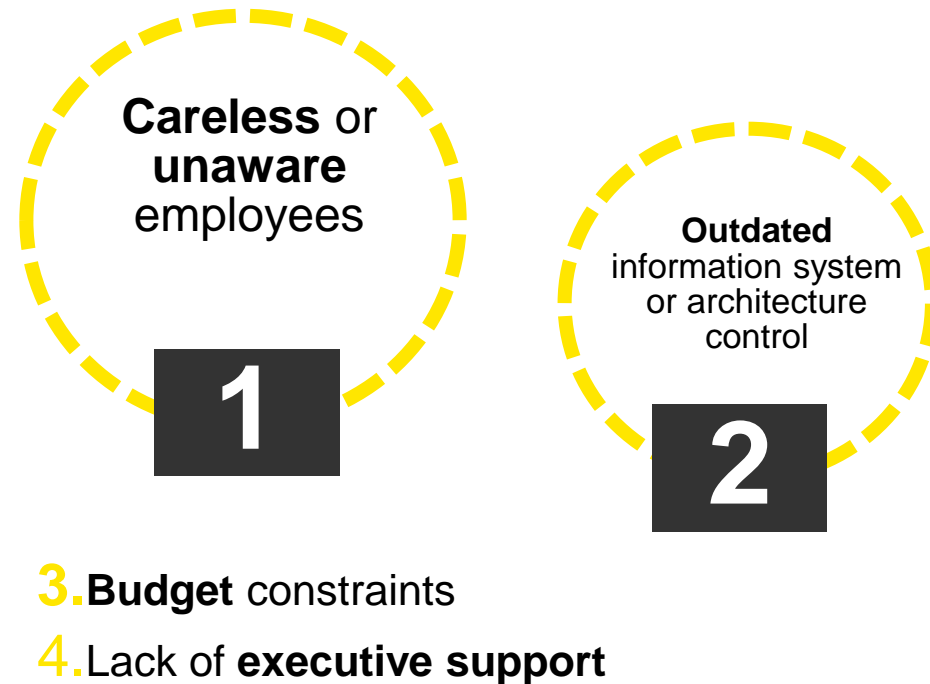 Careless or
unaware
employees
1
Outdated
information system
or architecture
control
2
3.Budget constraints
4.Lack of executive support